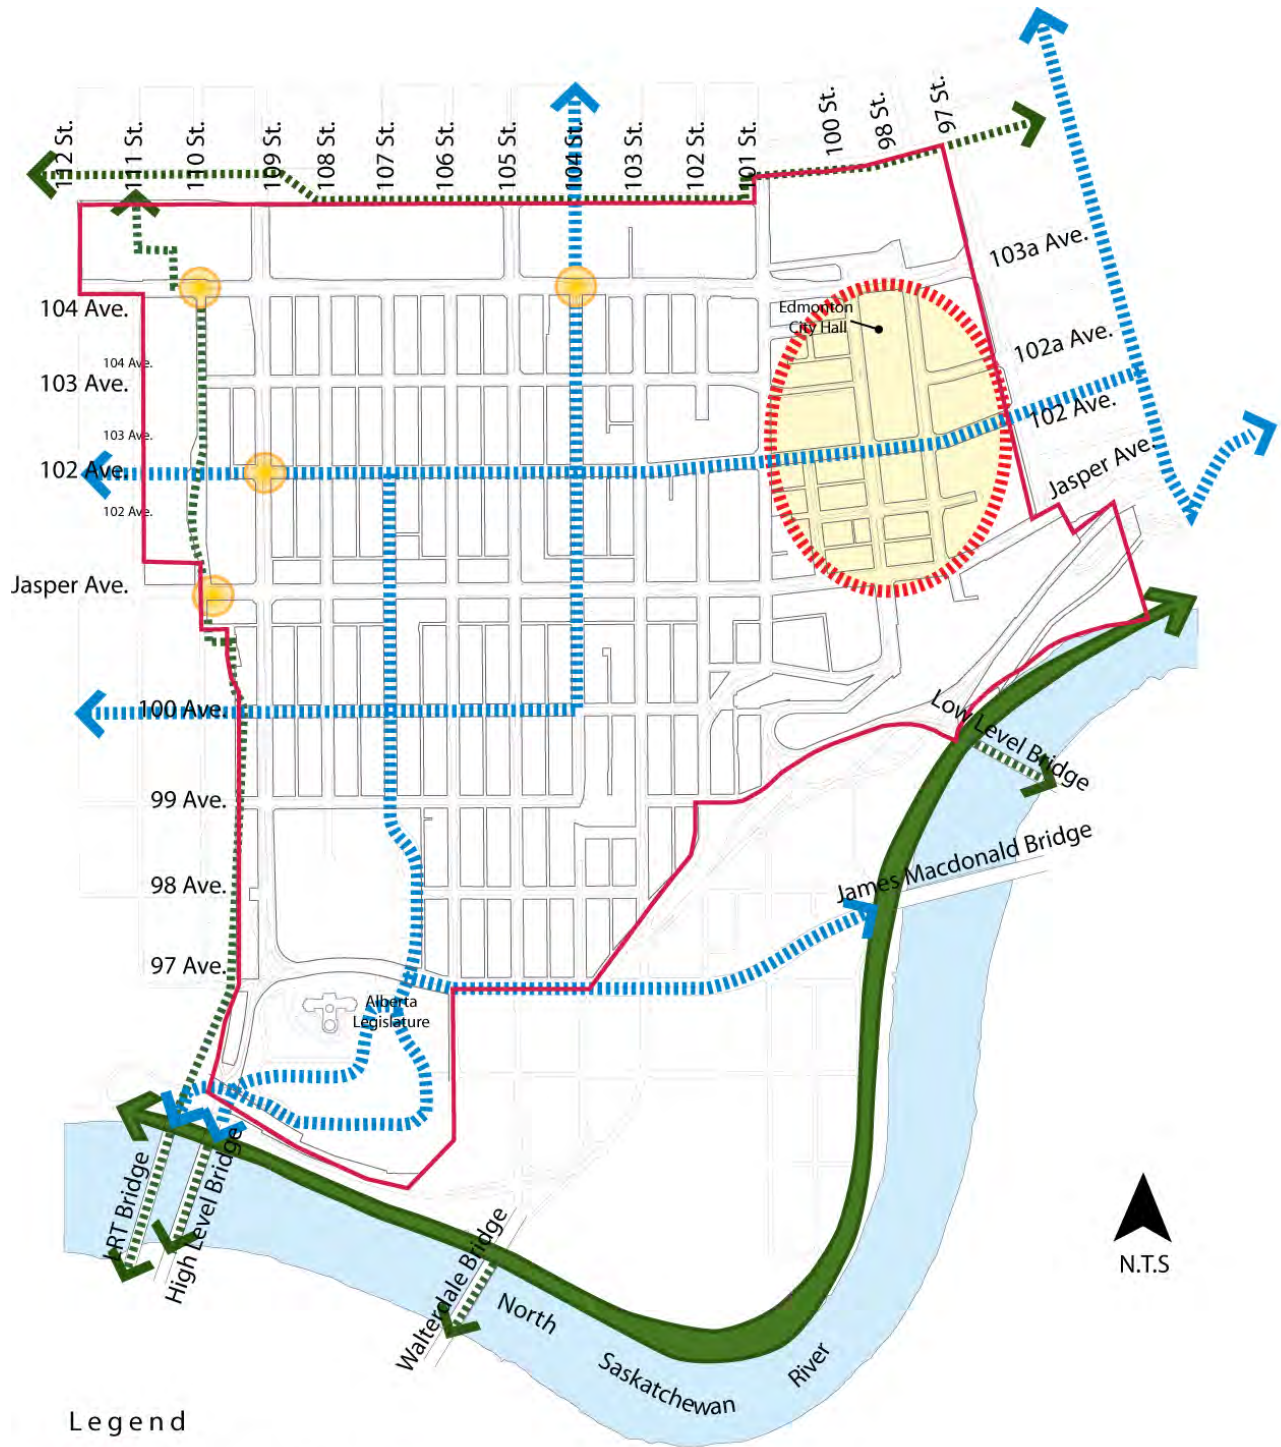 112 St.
111 St.
110 St.
109 St.
108 St.
107 St.
106 St.
105 St.
104 St.
103 St.
102 St.
101 St.
100 St.
98 St.
97 St.
103a Ave.
102a Ave.
102 Ave.
Jasper Ave.
Edmonton
City Hall
104 Ave.
104 Ave.
103 Ave.
103 Ave.
102 Ave.
102 Ave.
Jasper Ave.
100 Ave.
99 Ave.
98 Ave.
97 Ave.
Low Level Bridge
James Macdonald Bridge
Alberta
Legislature
LRT Bridge
High Level Bridge
Walterdale Bridge
North
Saskatchewan
River
N.T.S
Legend